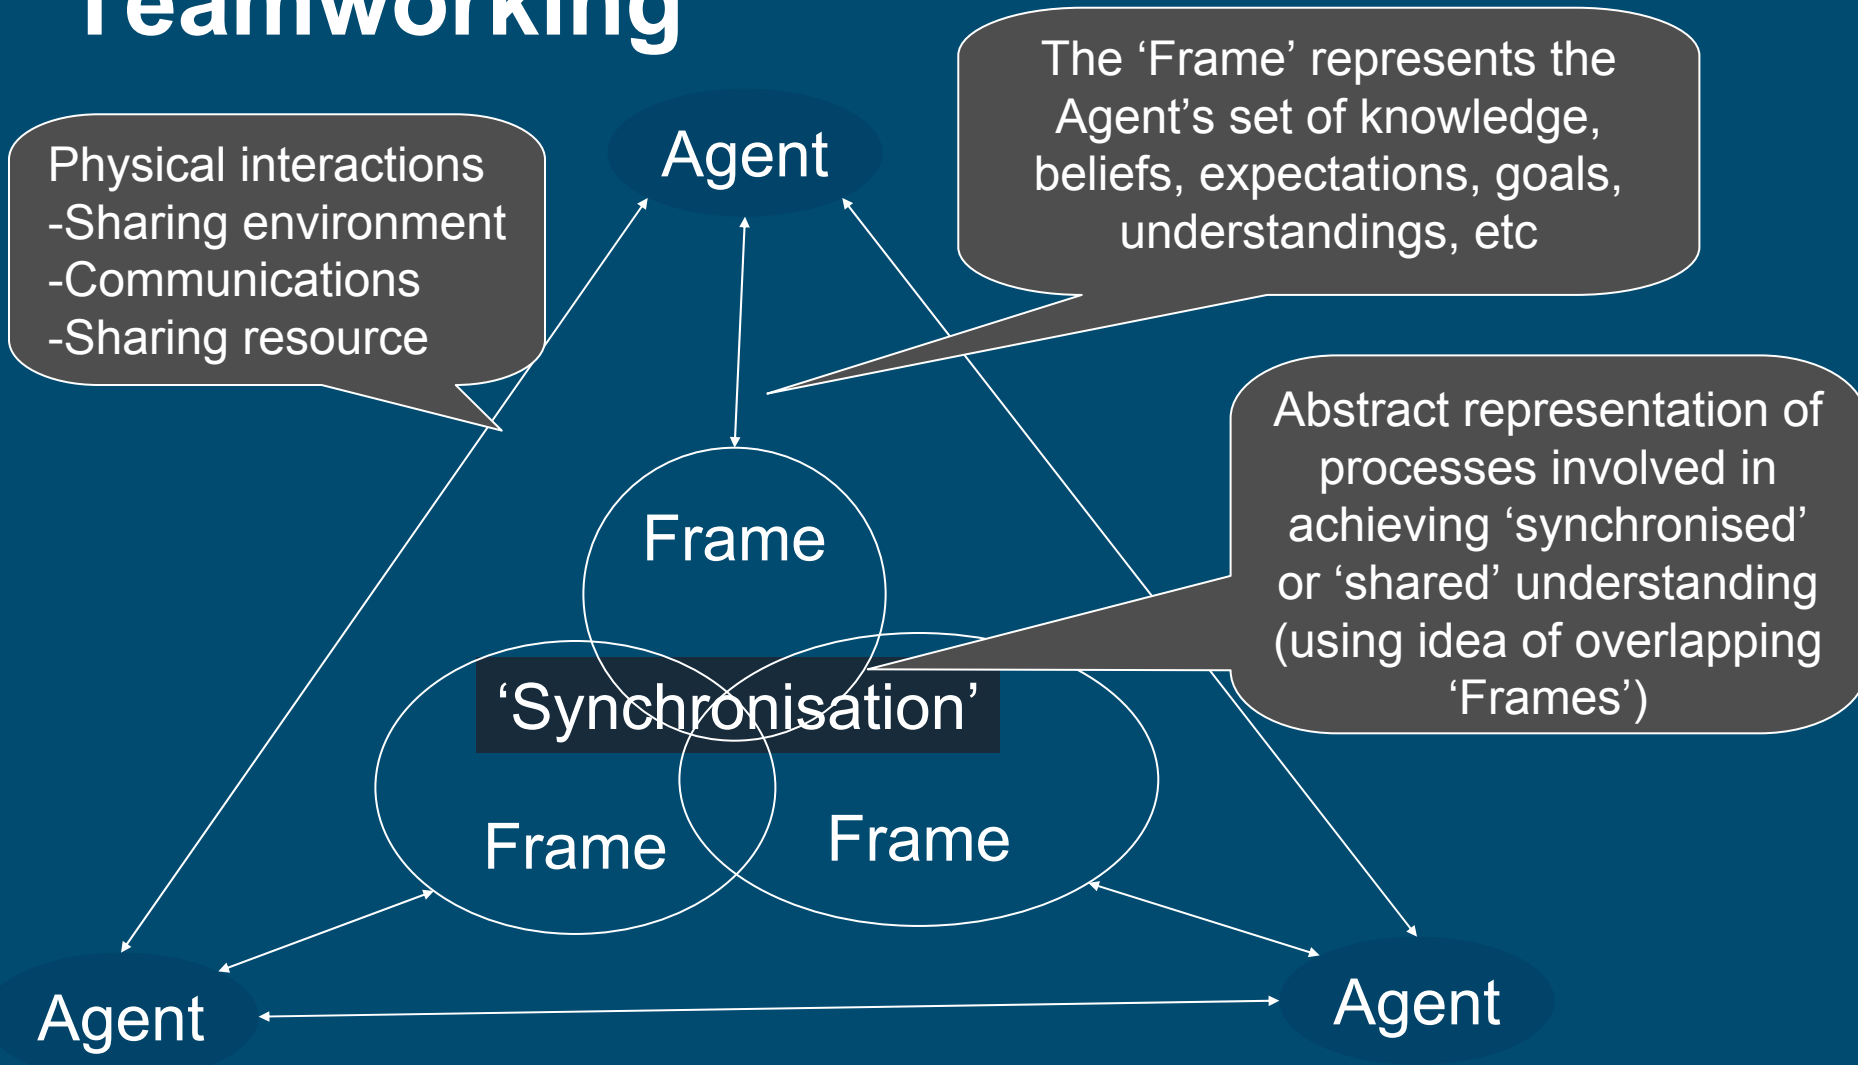 Teamworking
The ‘Frame’ represents the
Agent’s set of knowledge,
beliefs, expectations, goals,
understandings, etc
Physical interactions
-Sharing environment
-Communications
-Sharing resource
Agent
Abstract representation of
processes involved in
achieving ‘synchronised’
or ‘shared’ understanding
(using idea of overlapping
‘Frames’)
Frame
‘Synchronisation’
Frame
Frame
Agent
Agent